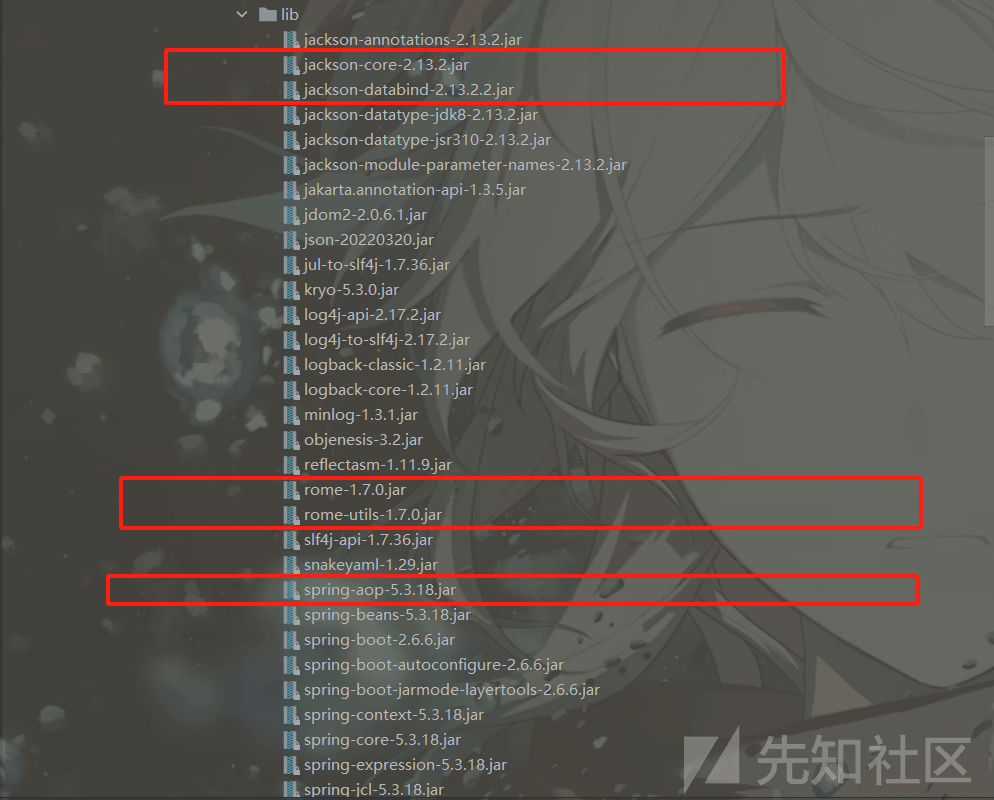 lib
jackson-annotations-2.13.2.jar
jackson-core-2.13.2.jar
jackson-databind-2.13.2.2.jar
jackson-datatype-jdk8-2.13.2.jar
jackson-datatype-jsr310-2.13.2.jar
jackson-module-parameter-names-2.13.2.jar
jakarta.annotation-api-1.3.5.jar
jdom2-2.0.6.1.jar
json-20220320.jar
jul-to-slf4j-1.7.36.jar
kryo-5.3.0.jar
log4j-api-2.17.2.jar
log4j-to-slf4j-2.17.2.jar
logback-classic-1.2.11.jar
logback-core-1.2.11.jar
minlog-1.3.1.jar
objenesis-3.2.jar
reflectasm-1.11.9.jar
rome-1.7.0.jar
rome-utils-1.7.0.jar
slf4j-api-1.7.36.jar
snakeyaml-1.29.jar
spring-aop-5.3.18.jar
spring-beans-5.3.18.jar
spring-boot-2.6.6.jar
spring-boot-autoconfigure-2.6.6.jar
spring-boot-jarmode-layertools-2.6.6.jar
spring-context-5.3.18.jar
spring-core-5.3.18.jar
spring-expression-5.3.18.jar
spring-jcl-5.3.18.jar
先知社区